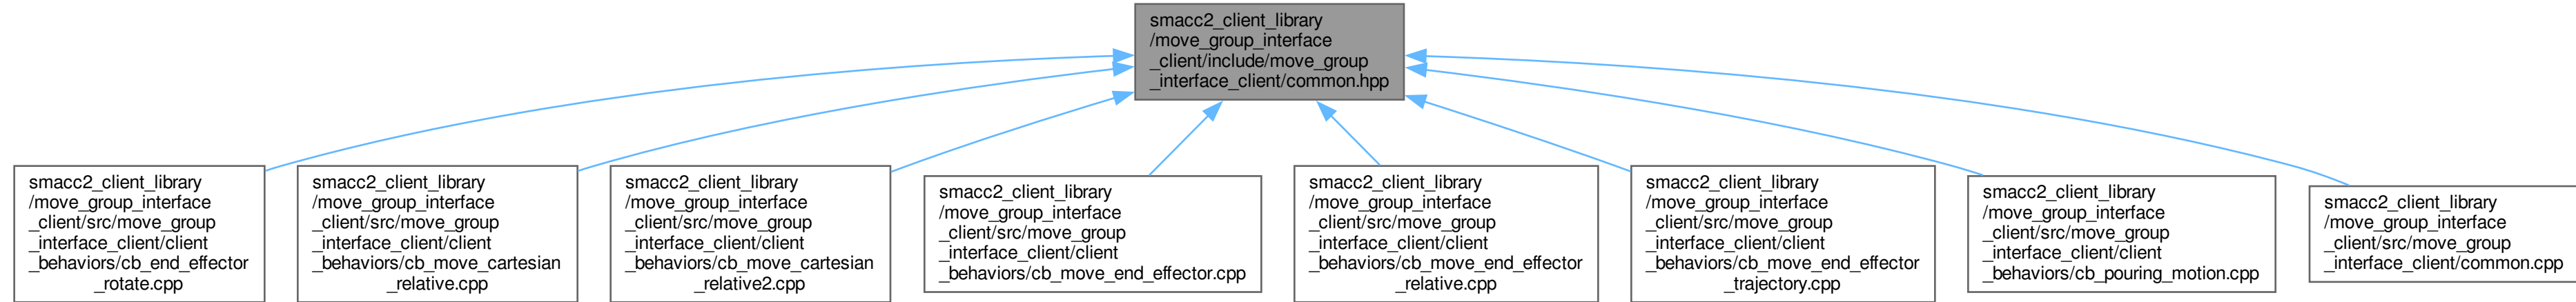 smacc2_client_library
/move_group_interface
_client/include/move_group
_interface_client/common.hpp
smacc2_client_library
/move_group_interface
_client/src/move_group
_interface_client/client
_behaviors/cb_end_effector
_rotate.cpp
smacc2_client_library
/move_group_interface
_client/src/move_group
_interface_client/client
_behaviors/cb_move_cartesian
_relative.cpp
smacc2_client_library
/move_group_interface
_client/src/move_group
_interface_client/client
_behaviors/cb_move_cartesian
_relative2.cpp
smacc2_client_library
/move_group_interface
_client/src/move_group
_interface_client/client
_behaviors/cb_move_end_effector.cpp
smacc2_client_library
/move_group_interface
_client/src/move_group
_interface_client/client
_behaviors/cb_move_end_effector
_relative.cpp
smacc2_client_library
/move_group_interface
_client/src/move_group
_interface_client/client
_behaviors/cb_move_end_effector
_trajectory.cpp
smacc2_client_library
/move_group_interface
_client/src/move_group
_interface_client/client
_behaviors/cb_pouring_motion.cpp
smacc2_client_library
/move_group_interface
_client/src/move_group
_interface_client/common.cpp